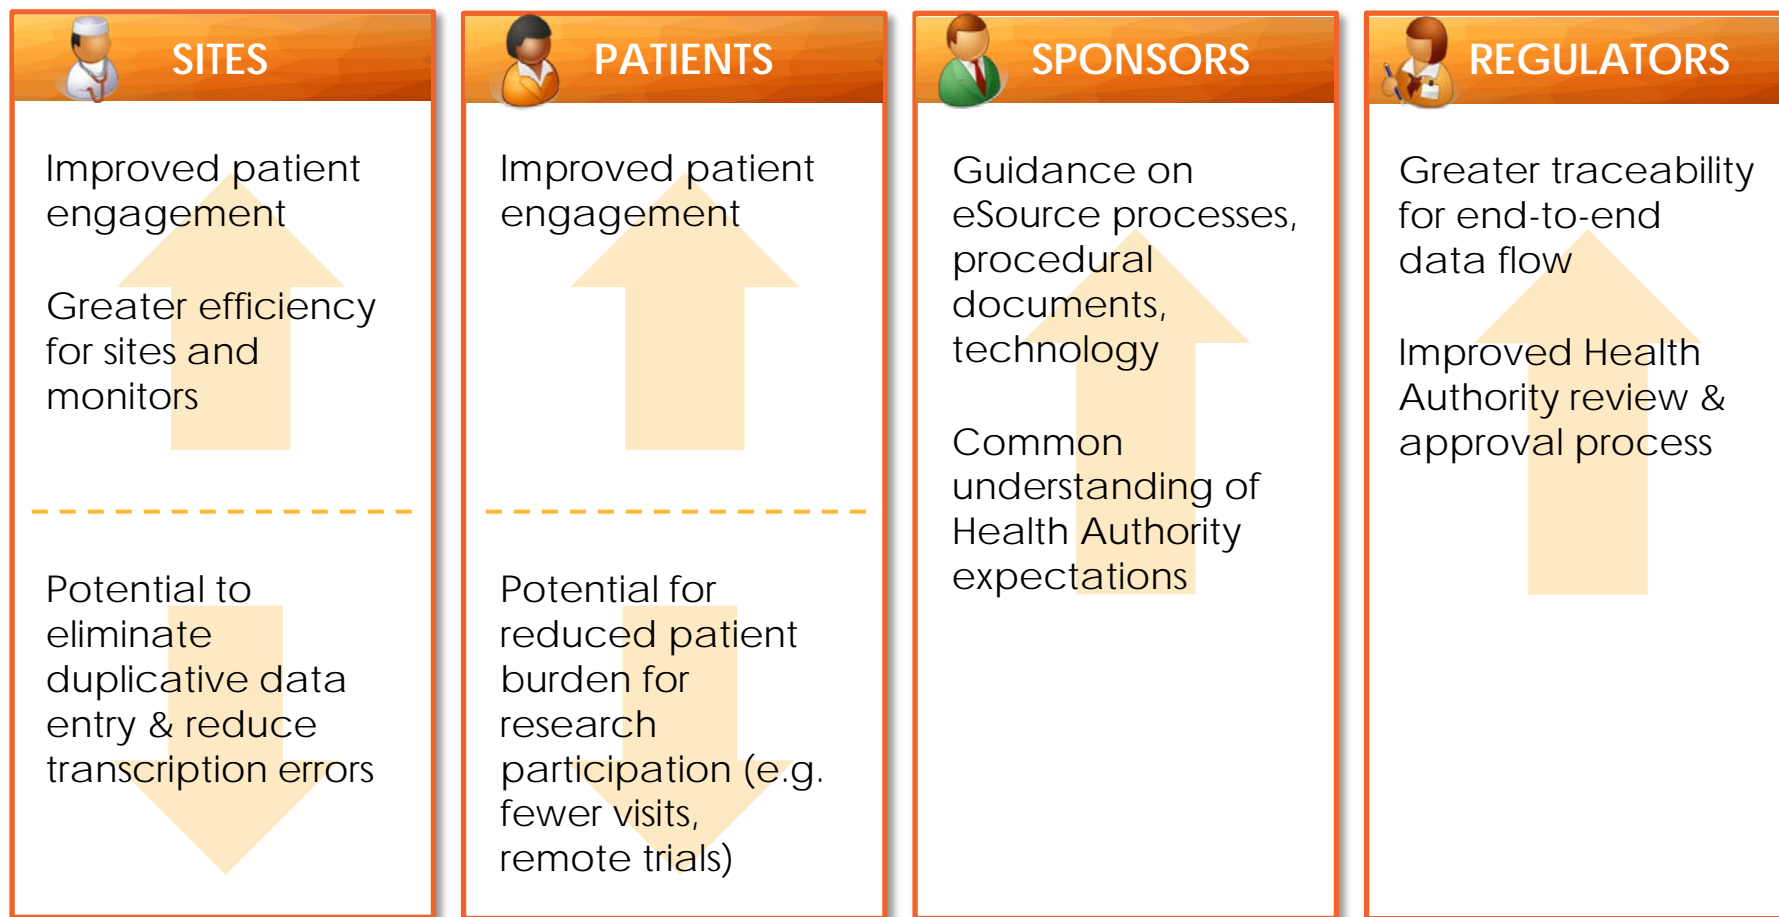 SITES
Improved patient
engagement
Greater efficiency
for sites and
monitors
Potential to
eliminate
duplicative data
entry & reduce
transcription errors
PATIENTS
Improved patient
engagement
Potential for
reduced patient
burden for
research
participation (e.g.
fewer visits,
remote trials)
SPONSORS
Guidance on
eSource processes,
procedural
documents,
technology
Common
understanding of
Health Authority
expectations
REGULATORS
Greater traceability
for end-to-end
data flow
Improved Health
Authority review &
approval process